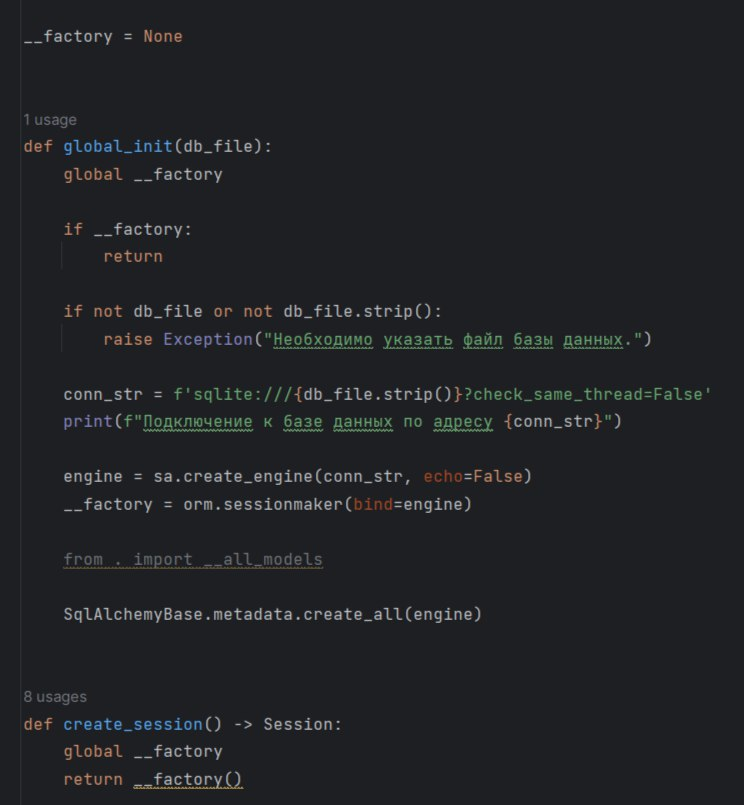 __factory = None
1 usage
def global_init(db_file):
    global __factory
    if __factory:
        return
    if not db_file or not db_file.strip():
        raise Exception("Необходимо указать файл базы данных.")
    conn_str = f'sqlite:///{db_file.strip()}?check_same_thread=False'
    print(f"Подключение к базе данных по адресу {conn_str}")
    engine = sa.create_engine(conn_str, echo=False)
    __factory = orm.sessionmaker(bind=engine)
    from . import __all_models
    SqlAlchemyBase.metadata.create_all(engine)
8 usages
def create_session() -> Session:
    global __factory
    return __factory()